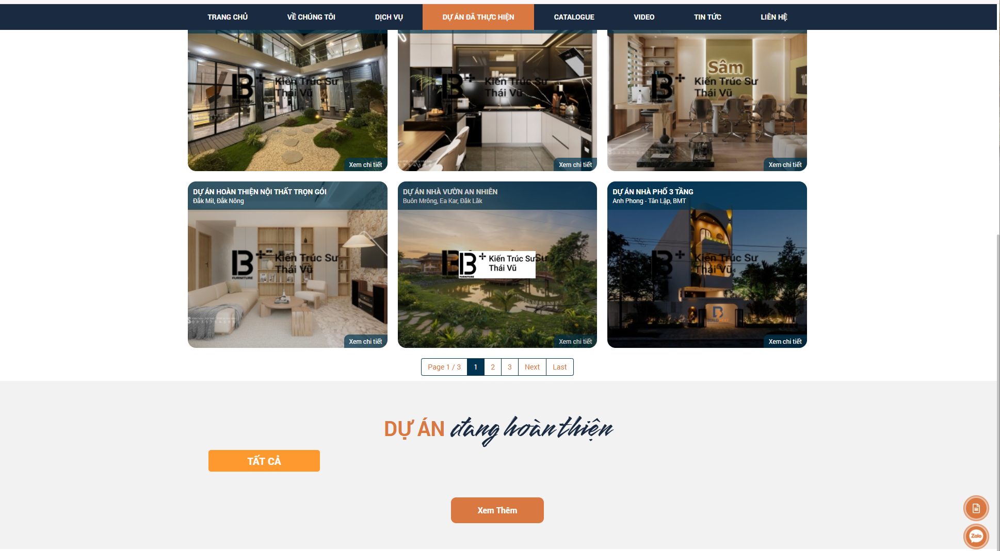 TRANG CHỦ
VỀ CHÚNG TÔI
DỊCH VỤ
DỰ ÁN ĐÃ THỰC HIỆN
CATALOGUE
VIDEO
TIN TỨC
LIÊN HỆ
B+ Kiến Trúc Sư
Thái Vũ
Xem chi tiết
B+ Kiến Trúc Sư
Thái Vũ
Xem chi tiết
Sâm
B+ Kiến Trúc Sư
Thái Vũ
Xem chi tiết
DỰ ÁN HOÀN THIỆN NỘI THẤT TRỌN GÓI
Đắk Mil, Đắk Nông
B+ Kiến Trúc Sư
Thái Vũ
FURNITURE
Xem chi tiết
DỰ ÁN NHÀ VƯỜN AN NHIÊN
Buôn Mrông, Ea Kar, Đăk Lăk
B+ Kiến Trúc Sư
Thái Vũ
FURNITURE
Xem chi tiết
DỰ ÁN NHÀ PHỐ 3 TẦNG
Anh Phong - Tân Lập, BMT
B+ Kiến Trúc Sư
Thái Vũ
Xem chi tiết
Page 1 / 3
1
2
3
Next
Last
DỰ ÁN đang hoàn thiện
TẤT CẢ
Xem Thêm
Zalo